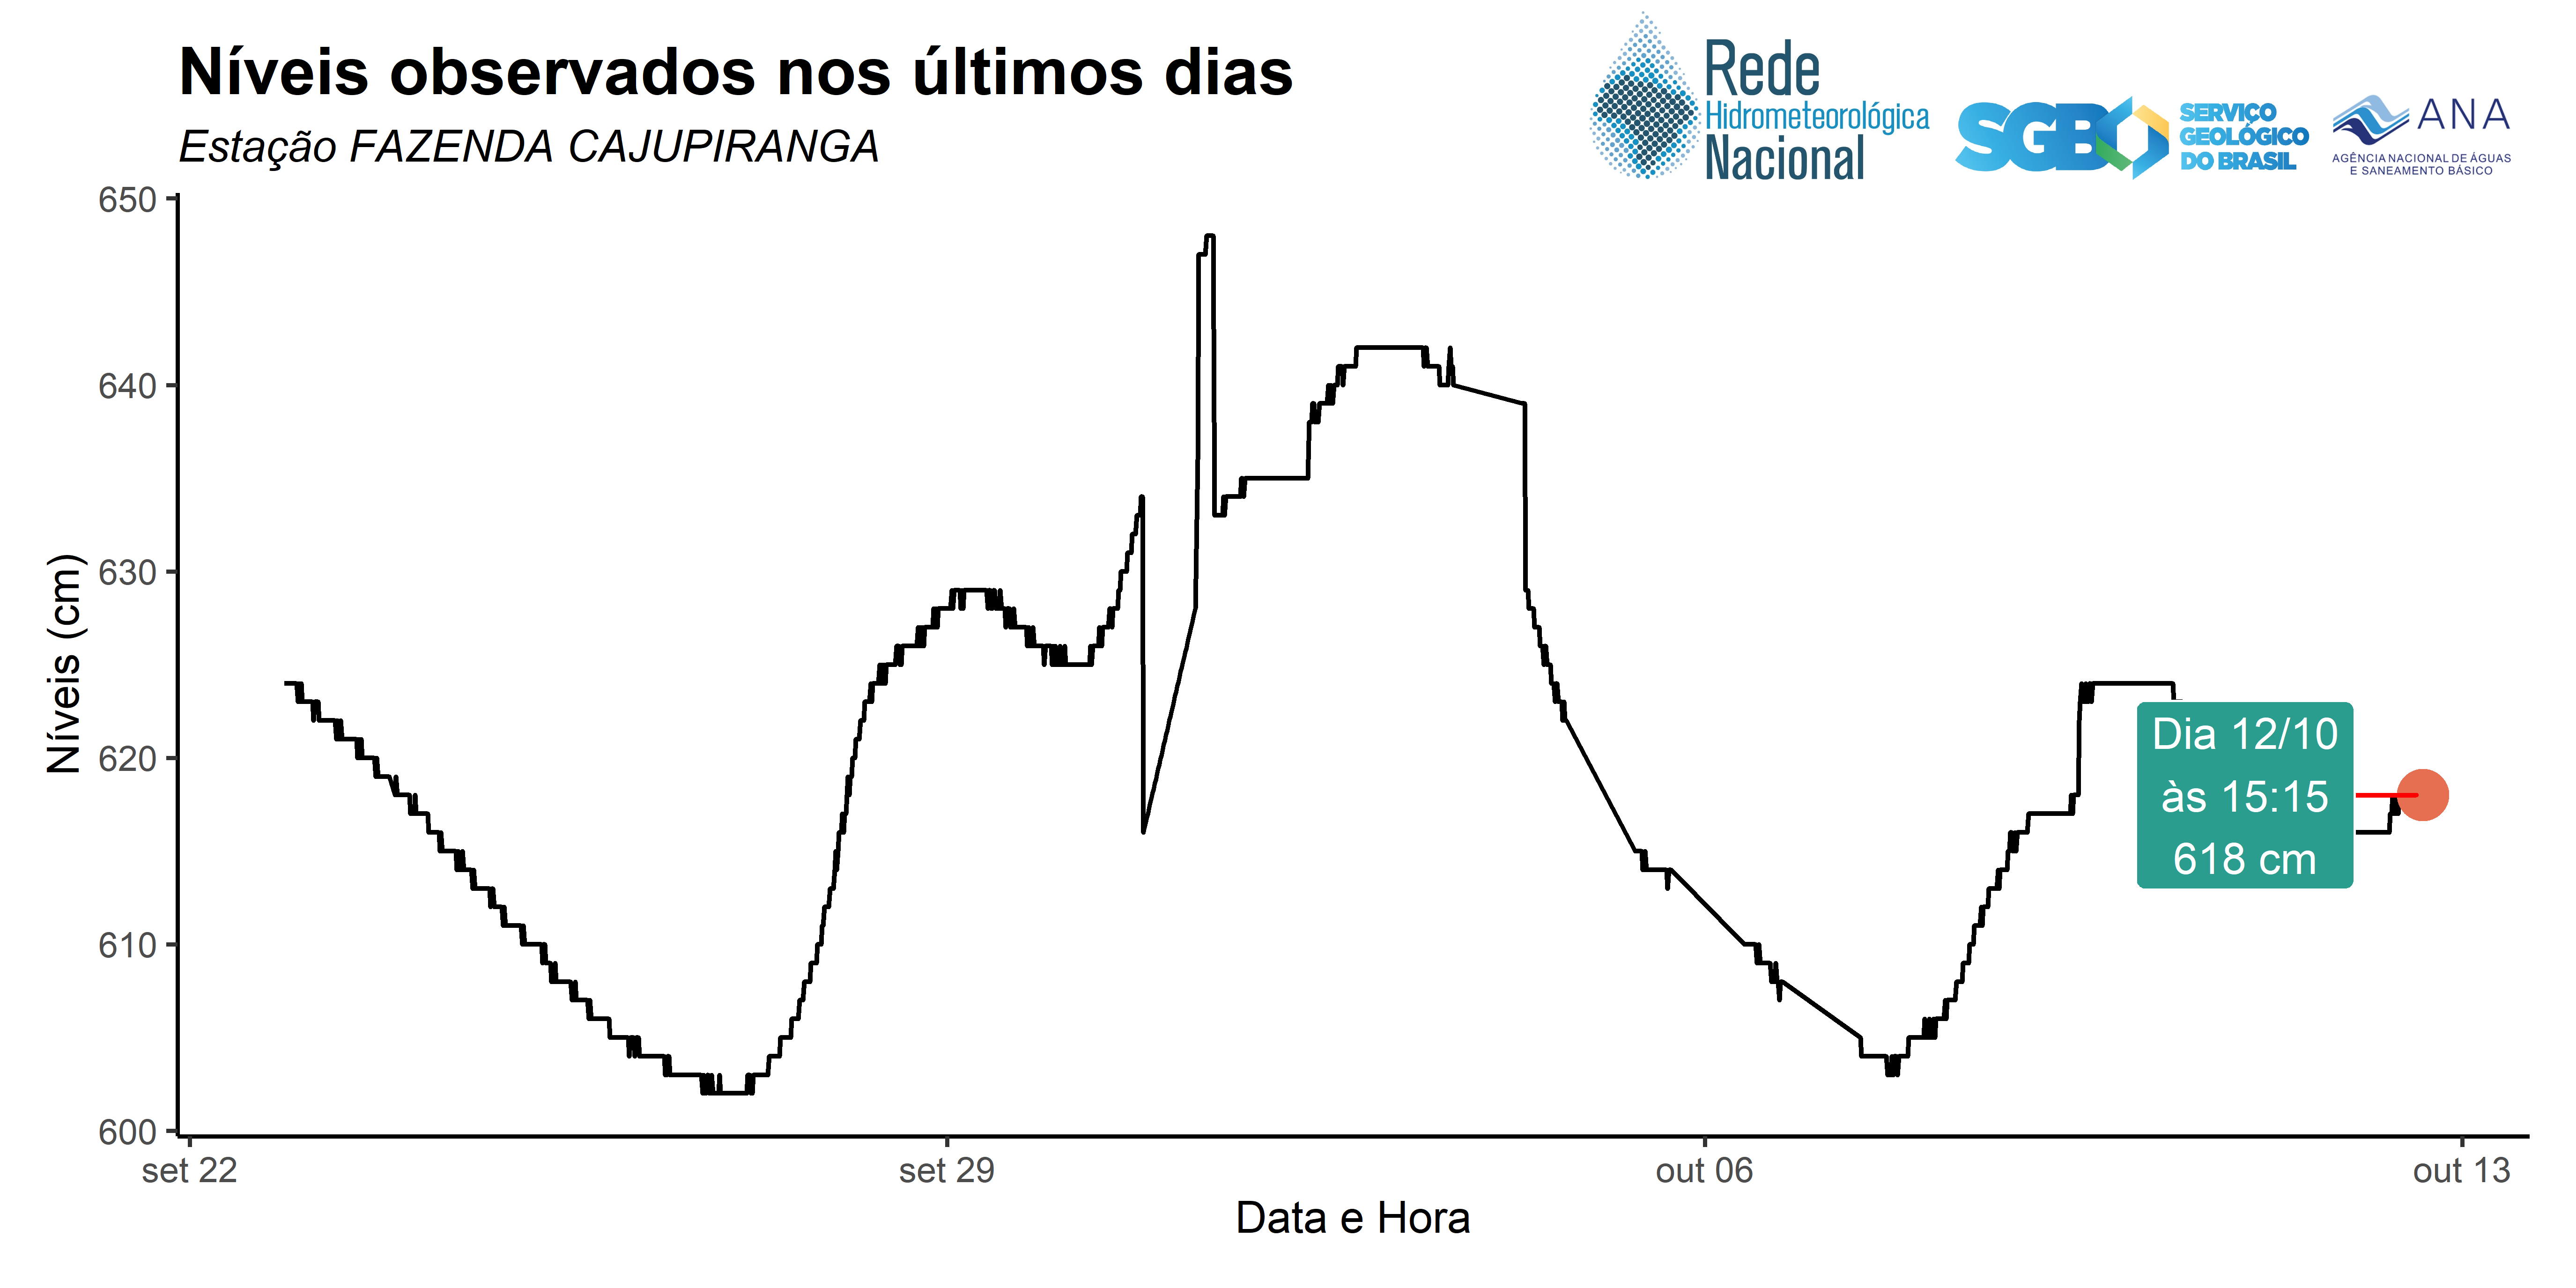 Níveis observados nos últimos dias
Estação FAZENDA CAJUPIRANGA
Rede
Hidrometeorológica
Nacional
SGB
SERVIÇO
GEOLÓGICO
DO BRASIL
ANA
AGÊNCIA NACIONAL DE ÁGUAS
E SANEAMENTO BÁSICO
Níveis (cm)
650
640
630
620
610
600
Dia 12/10
às 15:15
618 cm
set 22
set 29
out 06
out 13
Data e Hora